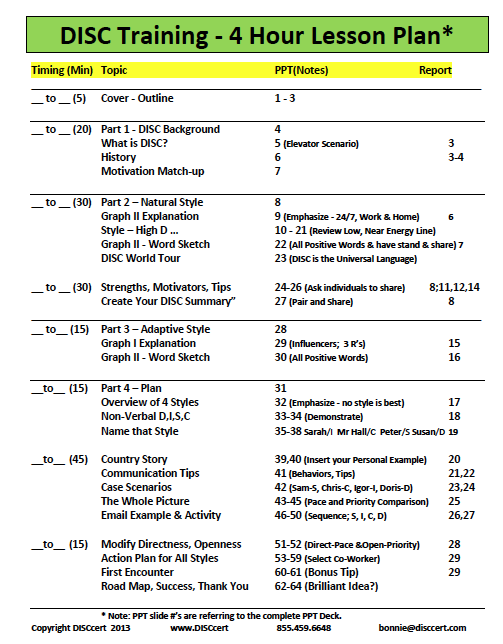 DISC Training - 4 Hour Lesson Plan*
Timing (Min) Topic PPT(Notes) Report
__ to __ (5) Cover - Outline 1 - 3
__ to __ (20) Part 1 - DISC Background 4
What is DISC? 5 (Elevator Scenario) 3
History 6 3-4
Motivation Match-up 7
__ to __ (30) Part 2 – Natural Style 8
Graph II Explanation 9 (Emphasize - 24/7, Work & Home) 6
Style – High D ... 10 - 21 (Review Low, Near Energy Line)
Graph II - Word Sketch 22 (All Positive Words & have stand & share) 7
DISC World Tour 23 (DISC is the Universal Language)
__ to __ (30) Strengths, Motivators, Tips 24-26 (Ask individuals to share) 8;11,12,14
Create Your DISC Summary” 27 (Pair and Share) 8
__ to__ (15) Part 3 – Adaptive Style 28
Graph I Explanation 29 (Influencers; 3 R’s) 15
Graph II - Word Sketch 30 (All Positive Words) 16
__to__ (15) Part 4 – Plan 31
Overview of 4 Styles 32 (Emphasize - no style is best) 17
Non-Verbal D,I,S,C 33-34 (Demonstrate) 18
Name that Style 35-38 Sarah/I Mr Hall/C Peter/S Susan/D 19
__to__ (45) Country Story 39,40 (Insert your Personal Example) 20
Communication Tips 41 (Behaviors, Tips) 21,22
Case Scenarios 42 (Sam-S, Chris-C, Igor-I, Doris-D) 23,24
The Whole Picture 43-45 (Pace and Priority Comparison) 25
Email Example & Activity 46-50 (Sequence; S, I, C, D) 26,27
__to__ (15) Modify Directness, Openness 51-52 (Direct-Pace &Open-Priority) 28
Action Plan for All Styles 53-59 (Select Co-Worker) 29
First Encounter 60-61 (Bonus Tip) 29
Road Map, Success, Thank You 62-64 (Brilliant Idea?)
* Note: PPT slide #’s are referring to the complete PPT Deck.
Copyright DISCcert 2013 www.DISCcert 855.459.6648 bonnie@disccert.com